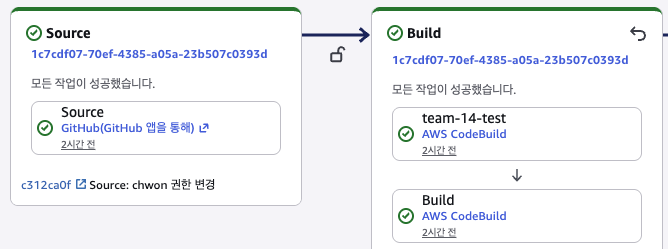 Source
1c7cdf07-70ef-4385-a05a-23b507c0393d
모든 작업이 성공했습니다.
Source
GitHub(GitHub 앱을 통해)
2시간 전
c312ca0f Source: chwon 권한 변경
Build
1c7cdf07-70ef-4385-a05a-23b507c0393d
모든 작업이 성공했습니다.
team-14-test
AWS CodeBuild
2시간 전
Build
AWS CodeBuild
2시간 전